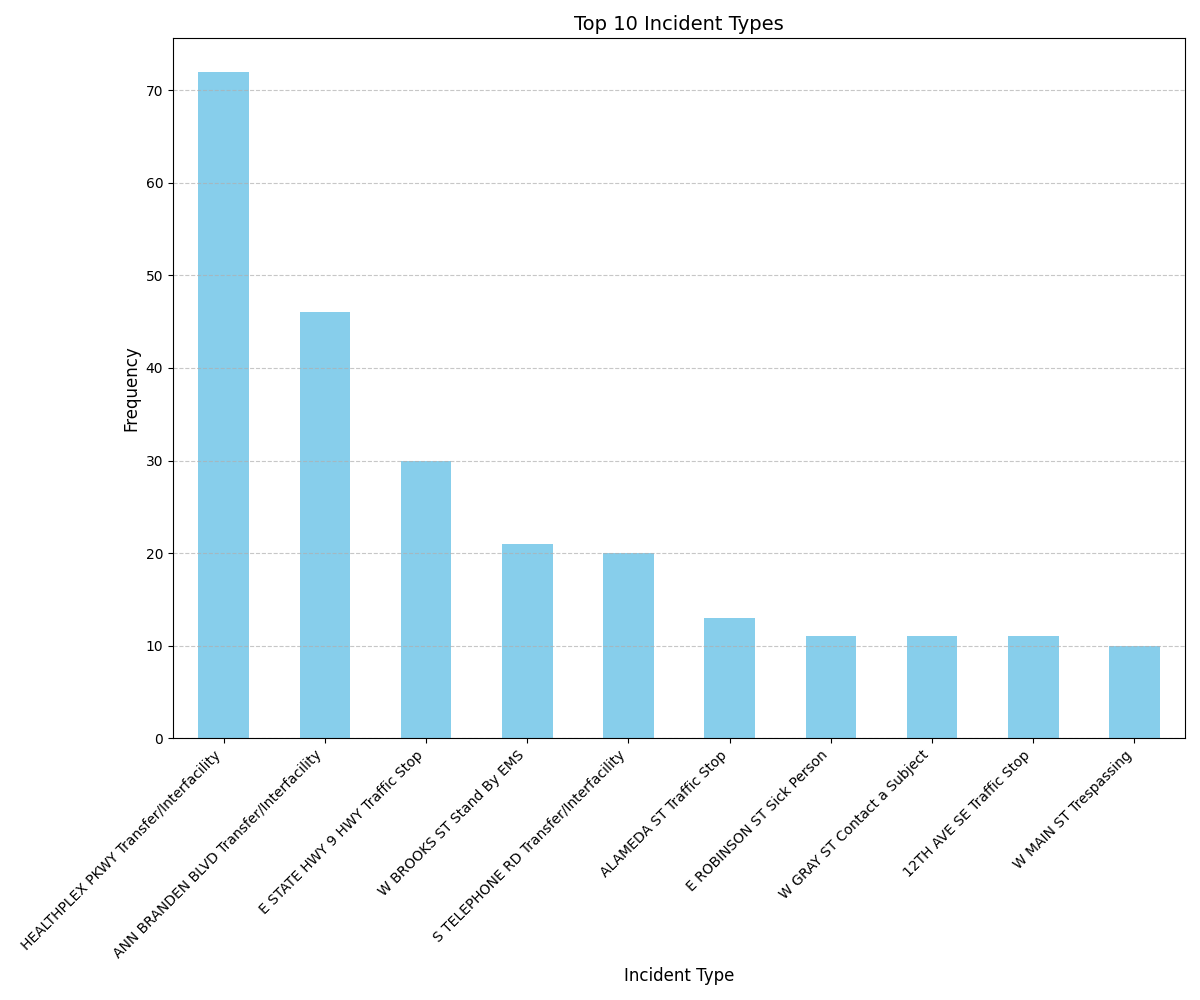 Top 10 Incident Types
Frequency
70
60
50
40
30
20
10
0
HEALTHPLEX PKWY Transfer/Interfacility
ANN BRANDEN BLVD Transfer/Interfacility
E STATE HWY 9 HWY Traffic Stop
W BROOKS ST Stand By EMS
S TELEPHONE RD Transfer/Interfacility
ALAMEDA ST Traffic Stop
E ROBINSON ST Sick Person
W GRAY ST Contact a Subject
12TH AVE SE Traffic Stop
W MAIN ST Trespassing
Incident Type